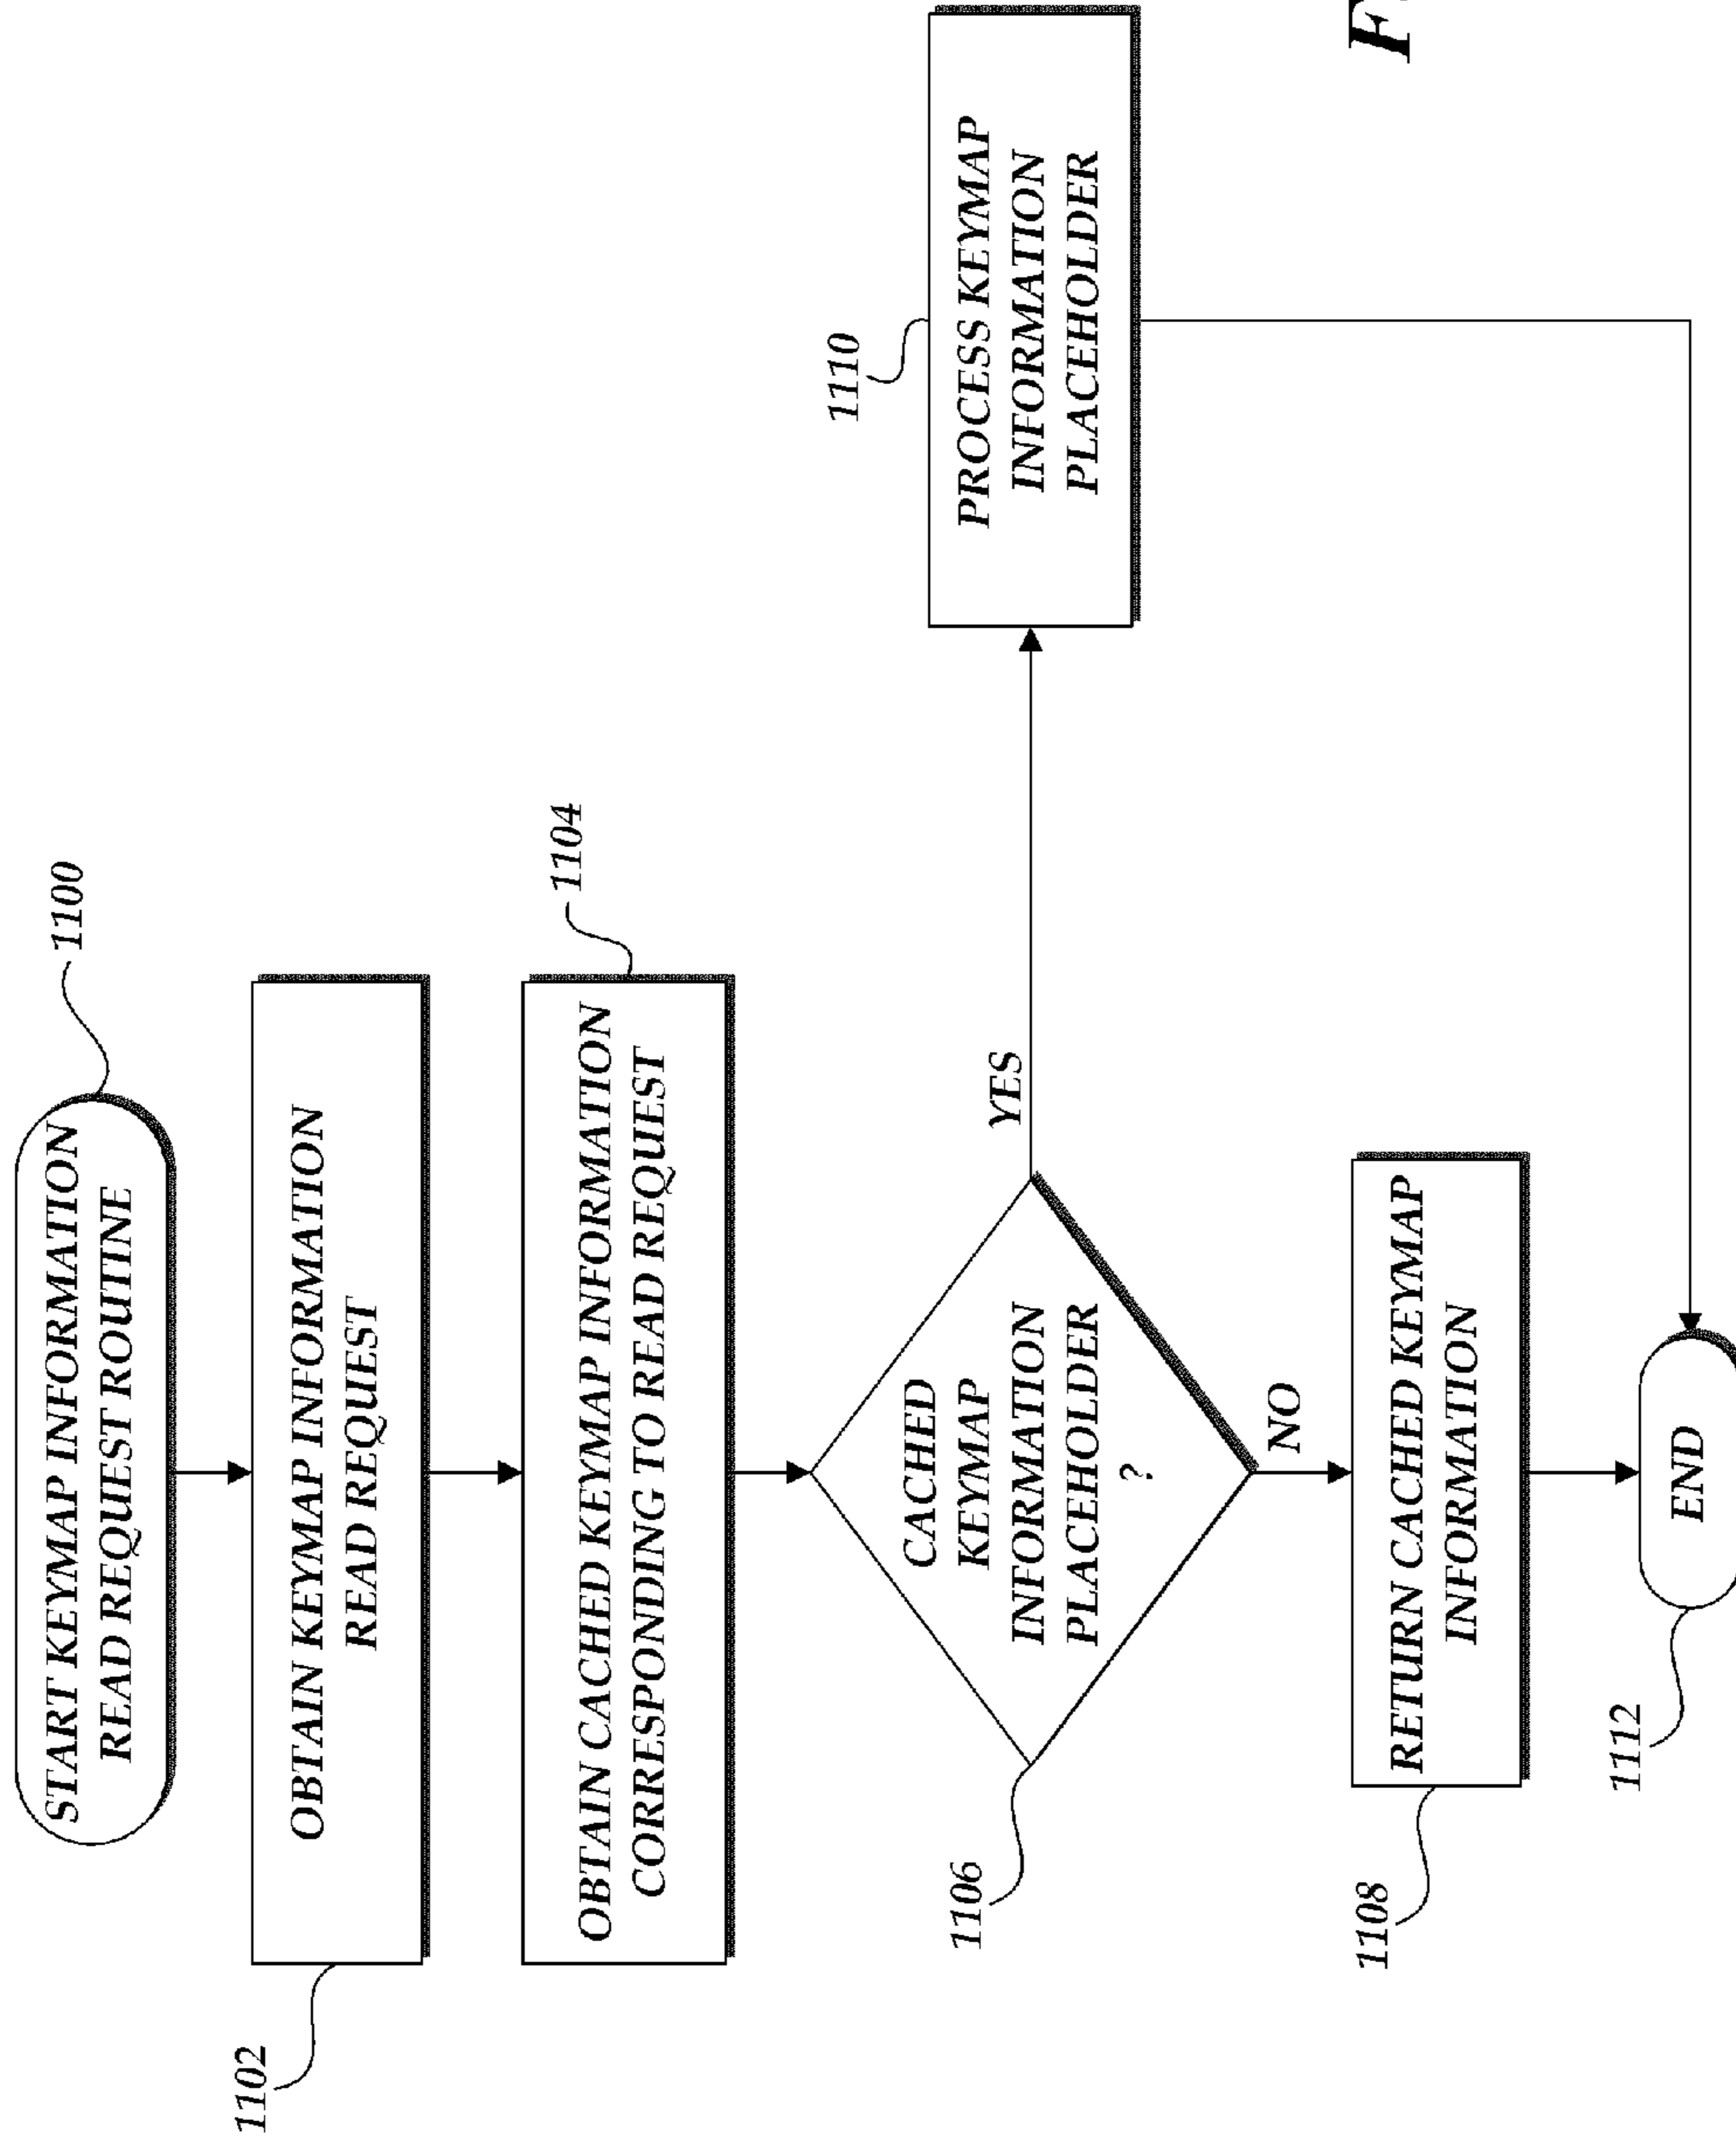 START KEYMAP INFORMATION
READ REQUEST ROUTINE
1100
OBTAIN KEYMAP INFORMATION
READ REQUEST
1102
OBTAIN CACHED KEYMAP INFORMATION
CORRESPONDING TO READ REQUEST
1104
CACHED
KEYMAP
INFORMATION
PLACEHOLDER
?
1106
YES
PROCESS KEYMAP
INFORMATION
PLACEHOLDER
1110
NO
RETURN CACHED KEYMAP
INFORMATION
1108
END
1112